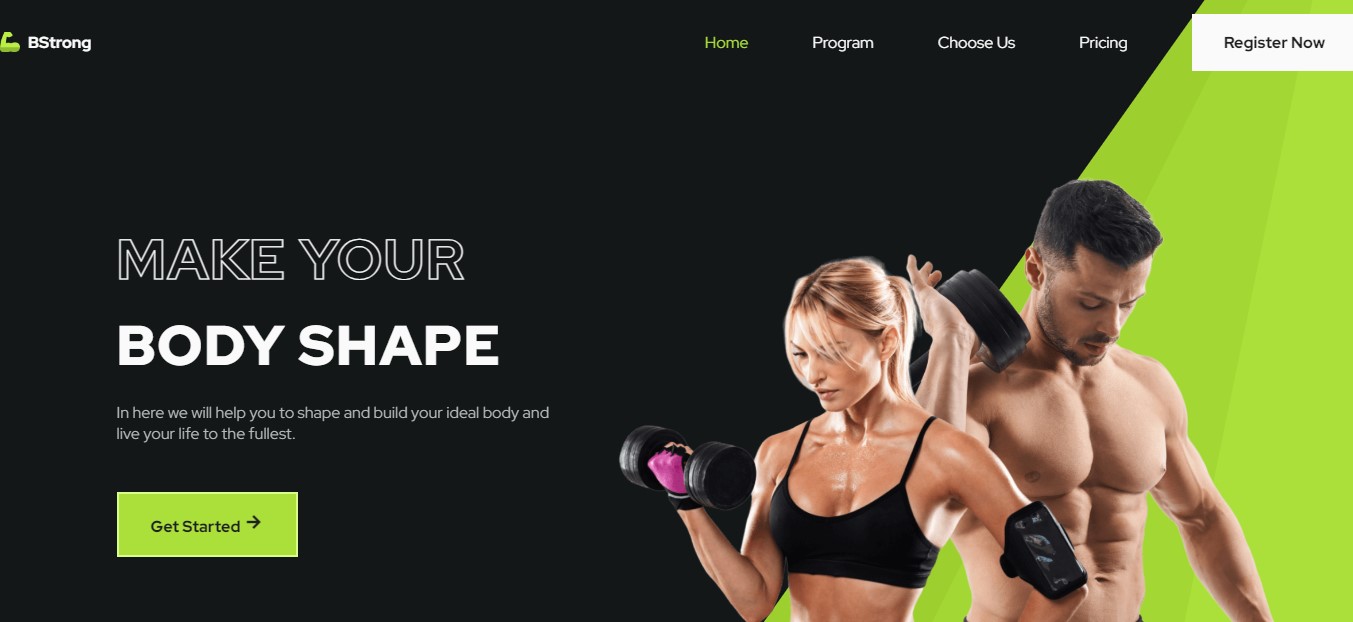 BStrong
Home
Program
Choose Us
Pricing
Register Now
MAKE YOUR
BODY SHAPE
In here we will help you to shape and build your ideal body and
live your life to the fullest.
Get Started →